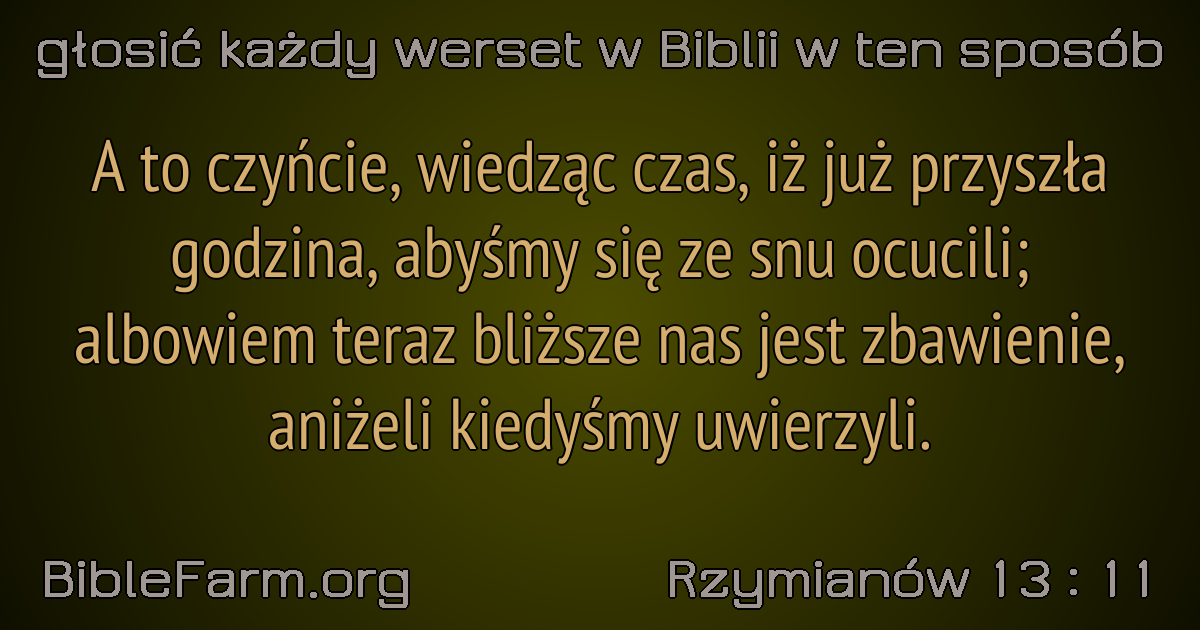 głosić każdy werset w Biblii w ten sposób
A to czyńcie, wiedząc czas, iż już przyszła
godzina, abyśmy się ze snu ocucili;
albowiem teraz bliższe nas jest zbawienie,
aniżeli kiedyśmy uwierzyli.
BibleFarm.org
Rzymianów 13 : 11